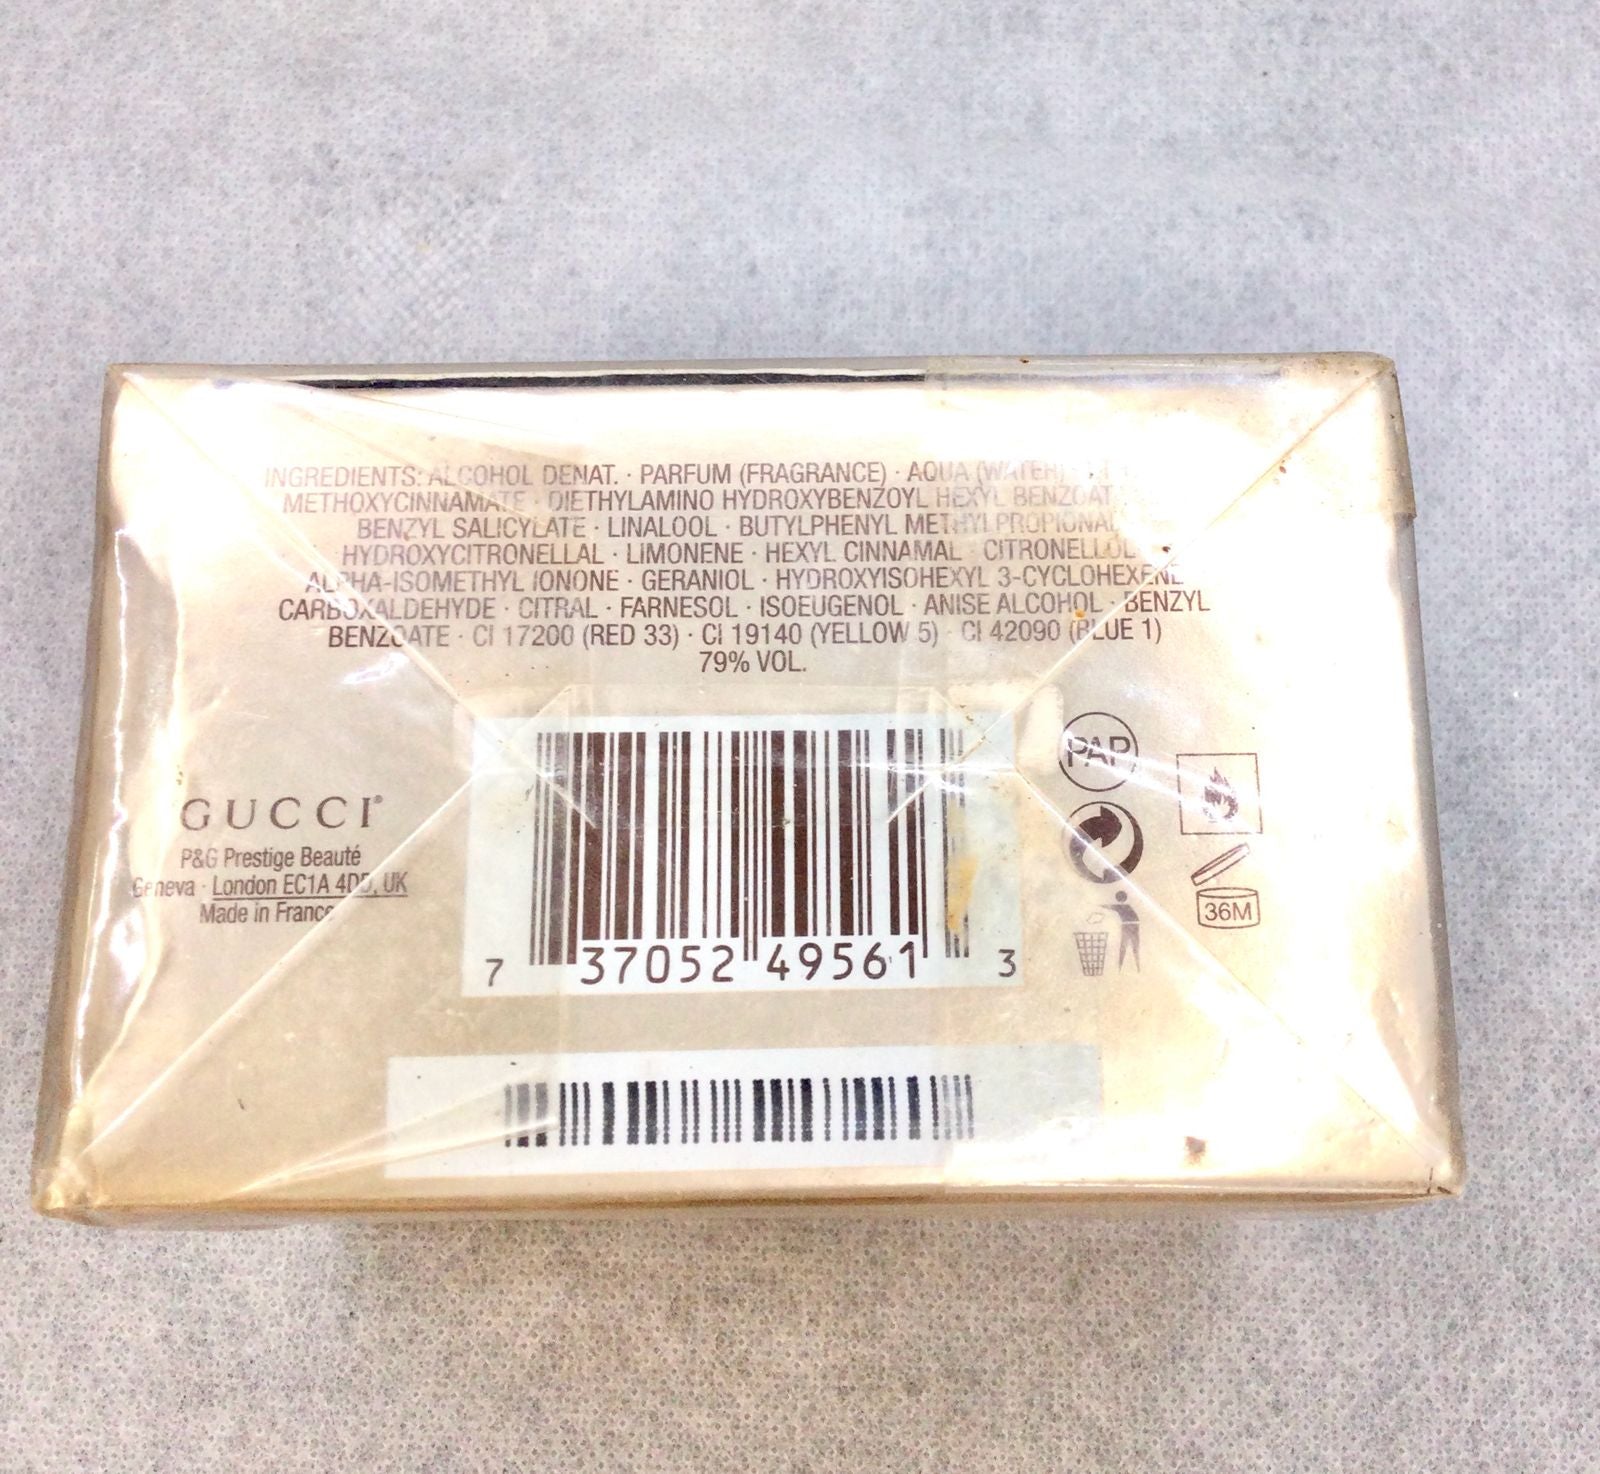 INGREDIENTS: ALCOHOL DENAT. · PARFUM (FRAGRANCE) · AQUA (WATER)
METHOXYCINNAMATE · DIETHYLAMINO HYDROXYBENZOYL HEXYL BENZOAT
BENZYL SALICYLATE · LINALOOL · BUTYLPHENYL METHYLPROPIONAL
HYDROXYCITRONELLAL · LIMONENE · HEXYL CINNAMAL · CITRONELLOL
ALPHA-ISOMETHYL IONONE · GERANIOL · HYDROXYISOHEXYL 3-CYCLOHEXENE
CARBOXALDEHYDE · CITRAL · FARNESOL · ISOEUGENOL · ANISE ALCOHOL · BENZYL
BENZOATE · CI 17200 (RED 33) · CI 19140 (YELLOW 5) · CI 42090 (BLUE 1)
79% VOL.
PAP
GUCCI®
P&G Prestige Beauté
Geneva · London EC1A 4DD, UK
Made in France
36M
7 37052 49561 3